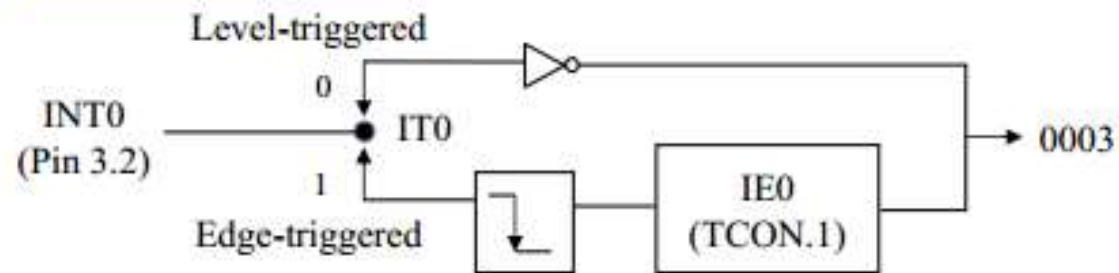 Level-triggered
0
INT0
(Pin 3.2)
IT0
0003
1
Edge-triggered
IE0
(TCON.1)